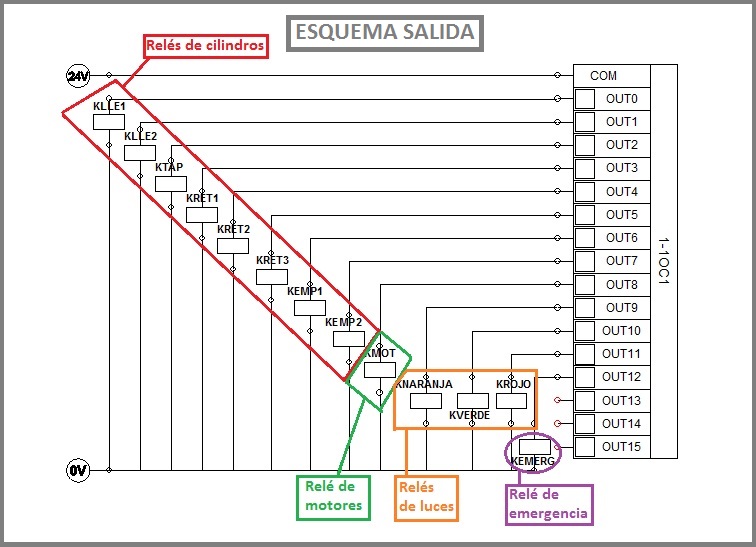 ESQUEMA SALIDA
Relés de cilindros
24V
COM
KLLE1
OUT0
KLLE2
OUT1
KTAP
OUT2
KRET1
OUT3
KRET2
OUT4
KRET3
OUT5
KEMP1
OUT6
KEMP2
OUT7
KMOT
OUT8
OUT9
OUT10
OUT11
OUT12
OUT13
OUT14
OUT15
1-1OC1
KNARANJA
KVERDE
KROJO
KEMERG
0V
Relé de
motores
Relés
de luces
Relé de
emergencia